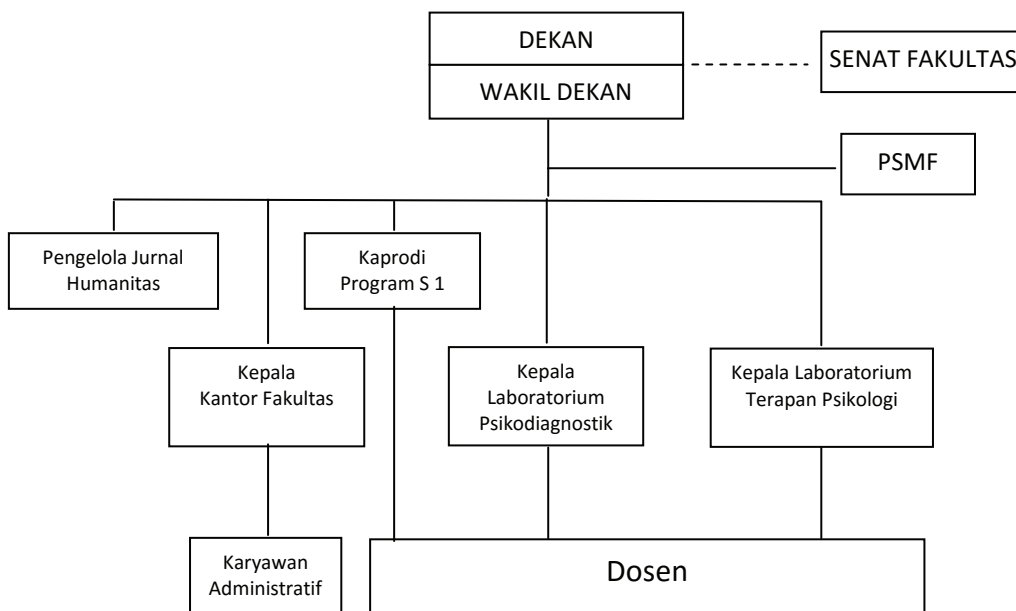 DEKAN
WAKIL DEKAN
SENAT FAKULTAS
PSMF
Pengelola Jurnal
Humanitas
Kaprodi
Program S 1
Kepala
Kantor Fakultas
Kepala
Laboratorium
Psikodiagnostik
Kepala Laboratorium
Terapan Psikologi
Karyawan
Administratif
Dosen